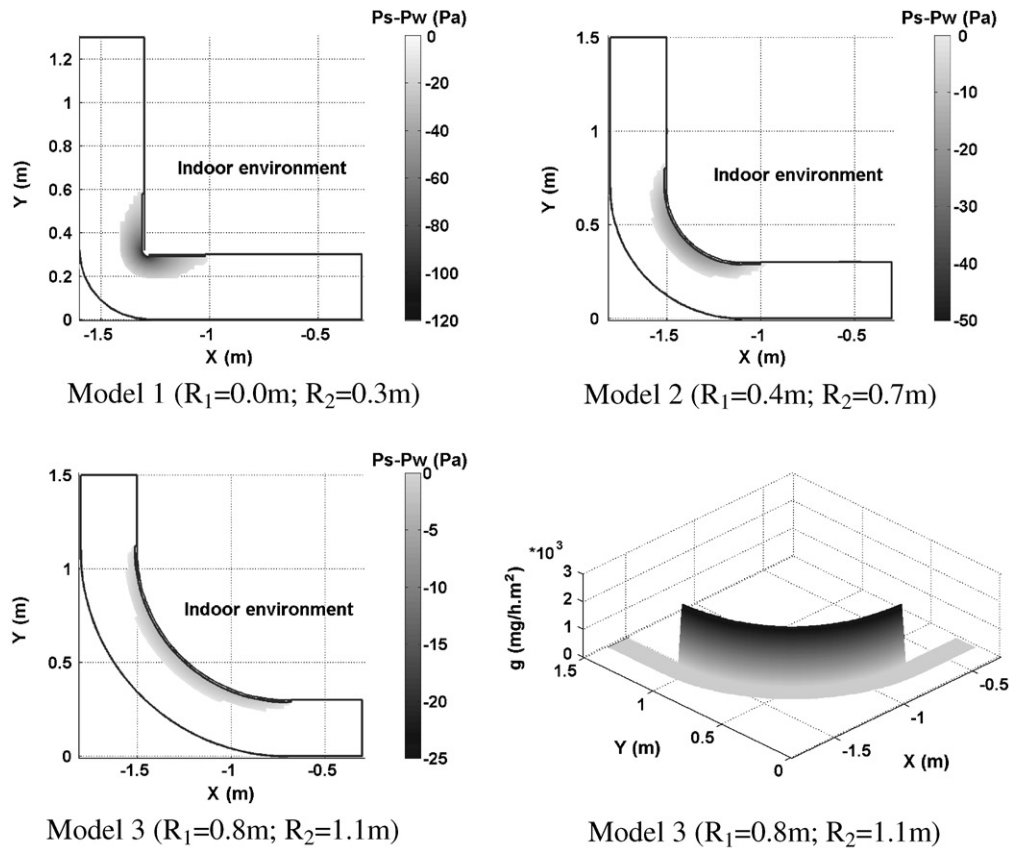 Ps-Pw (Pa)
0
-20
-40
-60
-80
-100
-120
1.2
1
0.8
0.6
0.4
0.2
0
Y (m)
Indoor environment
-1.5
-1
-0.5
X (m)
Model 1 (R₁=0.0m; R₂=0.3m)
Ps-Pw (Pa)
0
-10
-20
-30
-40
-50
1.5
1
0.5
0
Y (m)
Indoor environment
-1.5
-1
-0.5
X (m)
Model 2 (R₁=0.4m; R₂=0.7m)
Ps-Pw (Pa)
0
-5
-10
-15
-20
-25
1.5
1
0.5
0
Y (m)
Indoor environment
-1.5
-1
-0.5
X (m)
Model 3 (R₁=0.8m; R₂=1.1m)
*10³
3
2
1
0
g (mg/h.m²)
1.5
1
0.5
0
Y (m)
-0.5
-1
-1.5
X (m)
Model 3 (R₁=0.8m; R₂=1.1m)